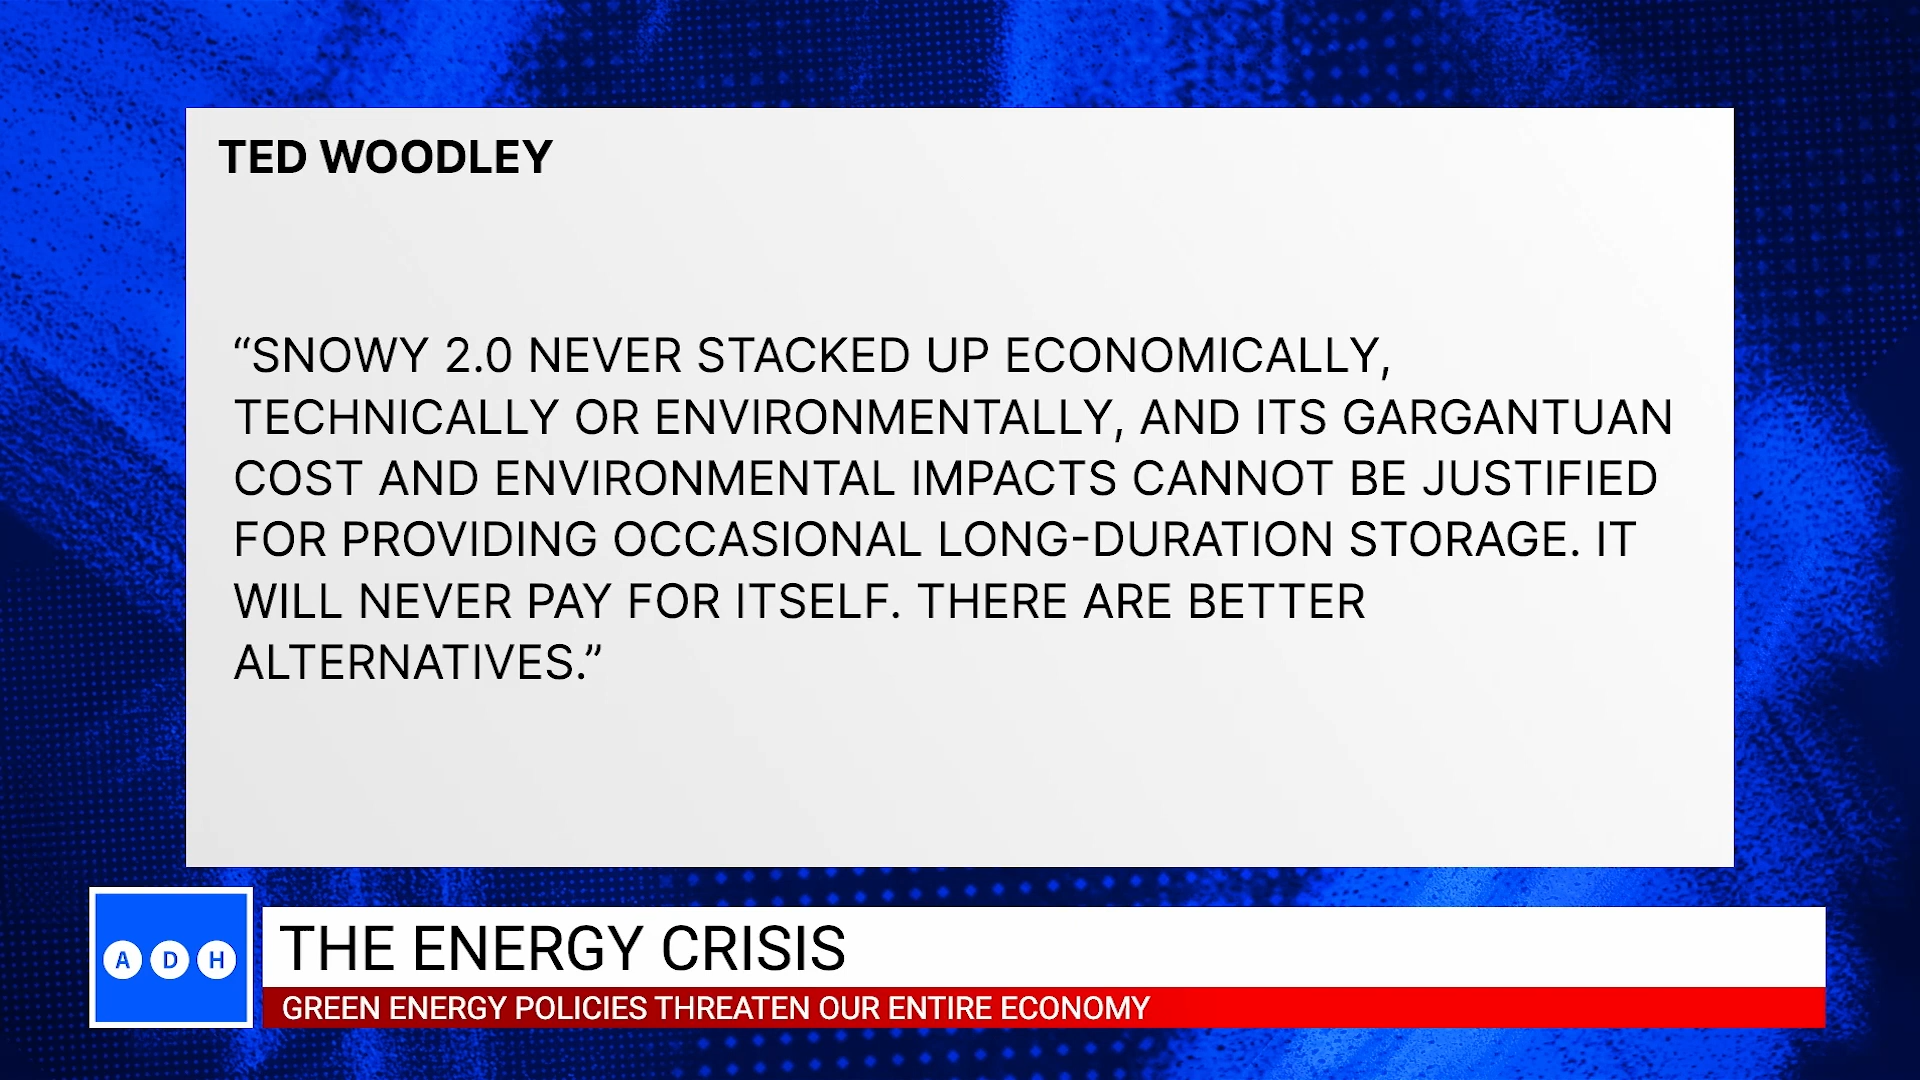 TED WOODLEY
“SNOWY 2.0 NEVER STACKED UP ECONOMICALLY,
TECHNICALLY OR ENVIRONMENTALLY, AND ITS GARGANTUAN
COST AND ENVIRONMENTAL IMPACTS CANNOT BE JUSTIFIED
FOR PROVIDING OCCASIONAL LONG-DURATION STORAGE. IT
WILL NEVER PAY FOR ITSELF. THERE ARE BETTER
ALTERNATIVES.”
A D H
THE ENERGY CRISIS
GREEN ENERGY POLICIES THREATEN OUR ENTIRE ECONOMY